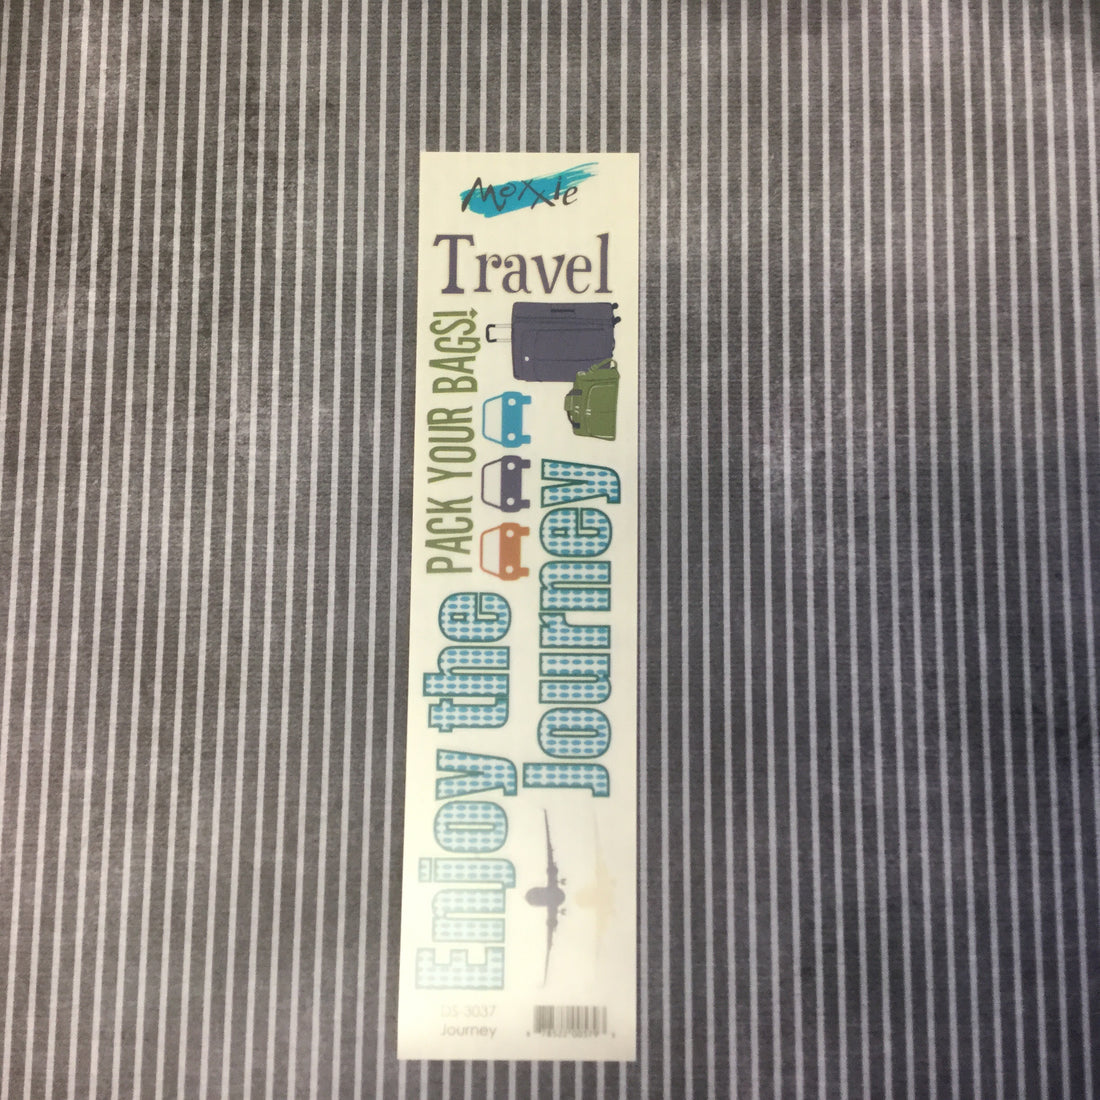 Moxxie
Travel
PACK YOUR BAGS!
Enjoy the
Journey
DS-3037
Journey